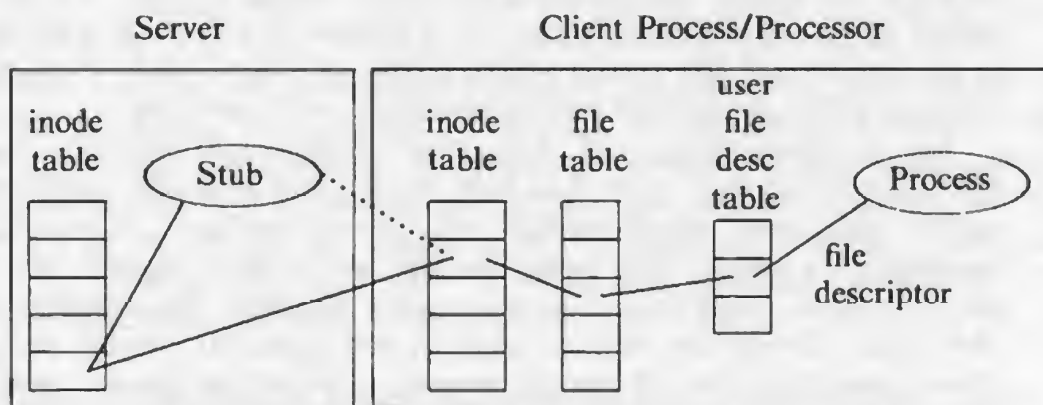 Server
Client Process/Processor
inode
table
Stub
inode
table
file
table
user
file
desc
table
Process
file
descriptor